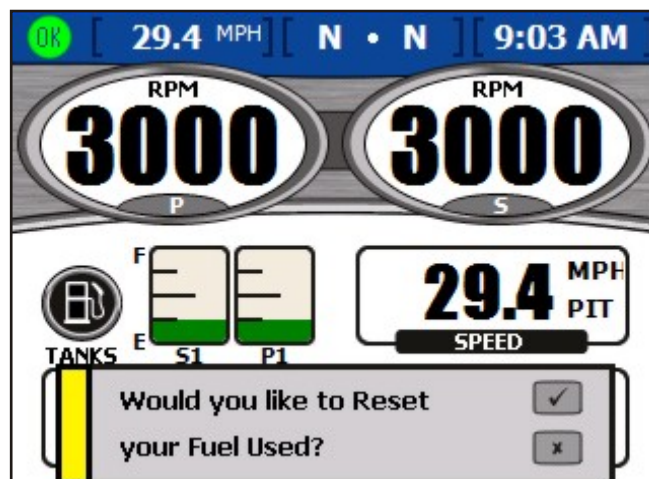 OK [ 29.4 MPH ] [ N • N ] [ 9:03 AM ]
RPM RPM
3000 3000
P S
F
E
TANKS S1 P1
29.4 MPH
PIT
SPEED
Would you like to Reset ✓
your Fuel Used? x